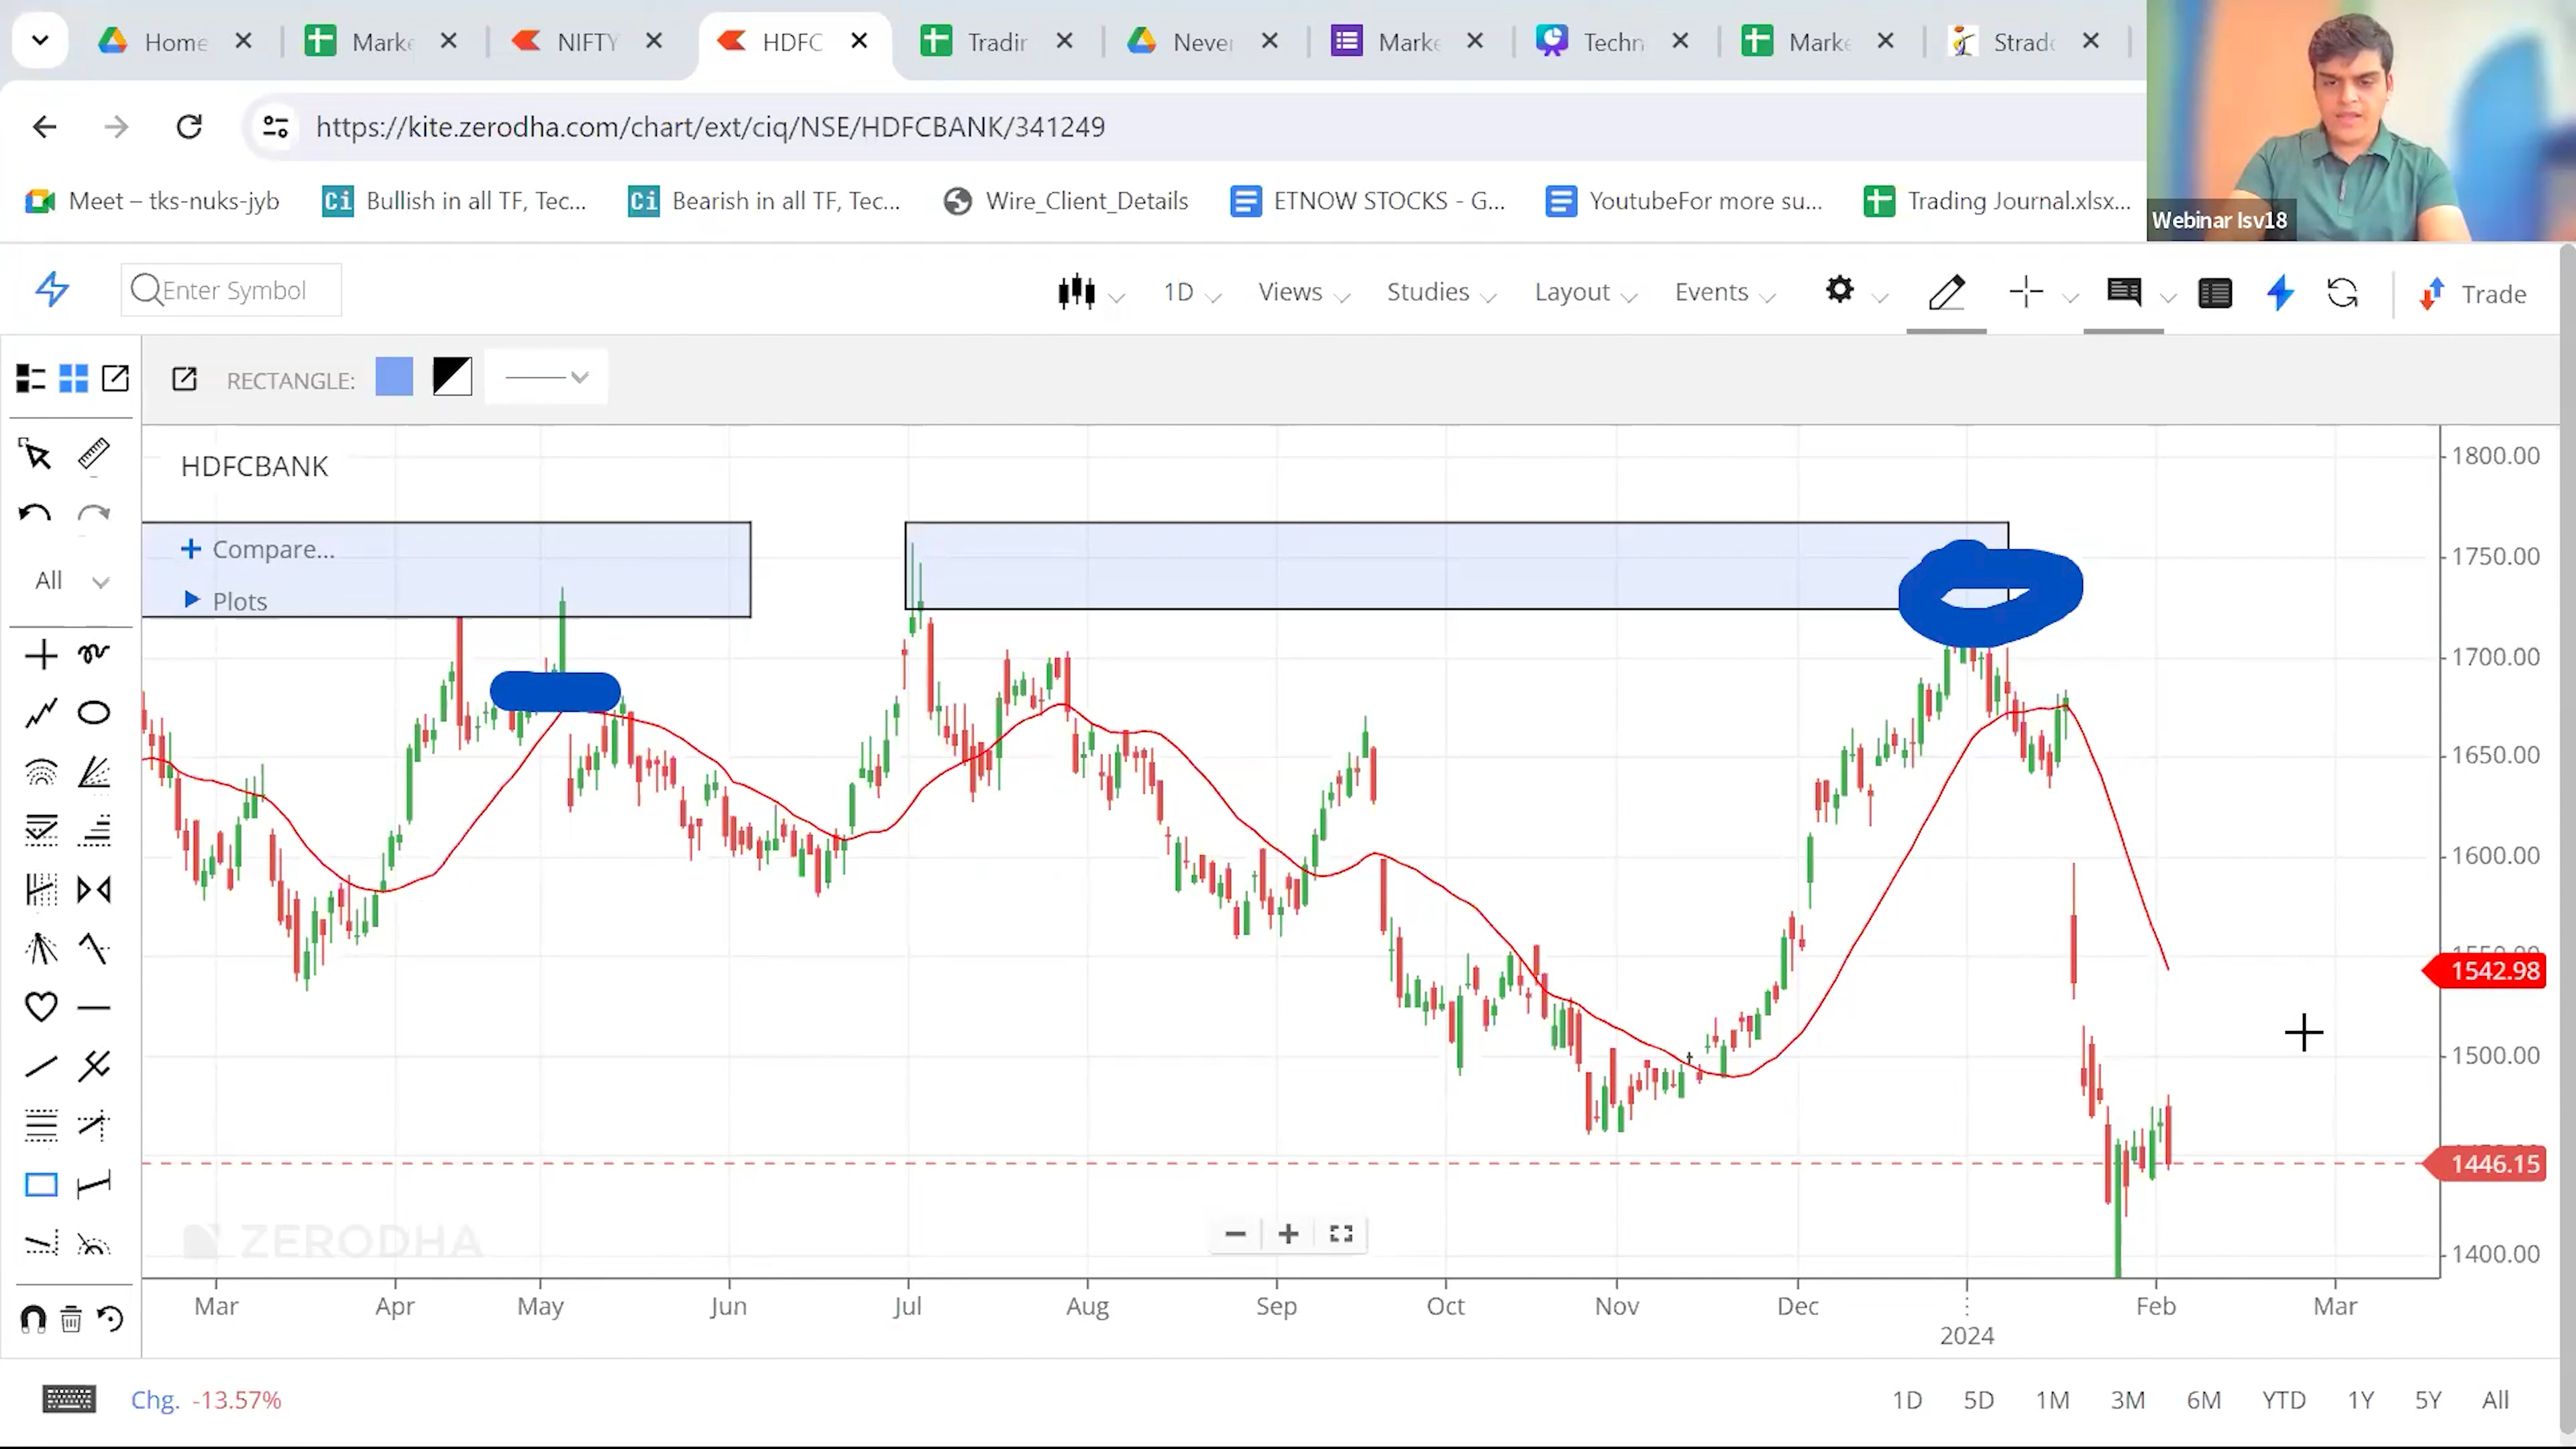 Home
Marke
NIFTY
HDFC
Tradin
Never
Marke
Techn
Marke
Strad
https://kite.zerodha.com/chart/ext/ciq/NSE/HDFCBANK/341249
Meet – tks-nuks-jyb
Ci Bullish in all TF, Tec...
Ci Bearish in all TF, Tec...
Wire_Client_Details
ETNOW STOCKS - G...
YoutubeFor more su...
Trading Journal.xlsx...
Webinar Isv18
Enter Symbol
1D
Views
Studies
Layout
Events
Trade
RECTANGLE:
All
HDFCBANK
Compare...
Plots
1800.00
1750.00
1700.00
1650.00
1600.00
1542.98
1500.00
1446.15
1400.00
ZERODHA
Mar Apr May Jun Jul Aug Sep Oct Nov Dec Feb Mar
2024
Chg. -13.57%
1D 5D 1M 3M 6M YTD 1Y 5Y All